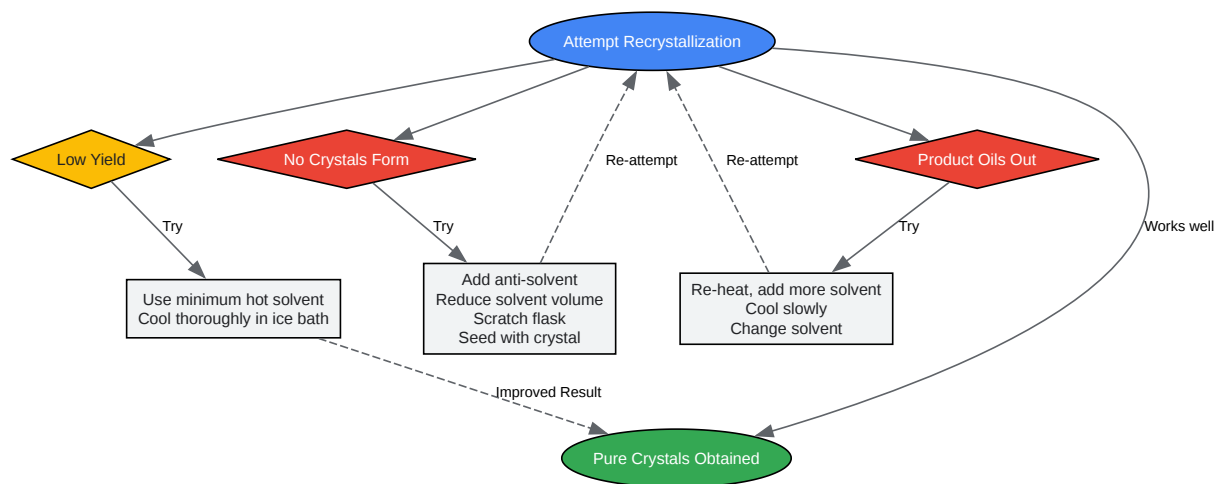 Attempt Recrystallization
Low Yield
No Crystals Form
Re-attempt
Re-attempt
Product Oils Out
Try
Try
Try
Works well
Use minimum hot solvent
Cool thoroughly in ice bath
Add anti-solvent
Reduce solvent volume
Scratch flask
Seed with crystal
Re-heat, add more solvent
Cool slowly
Change solvent
Improved Result
Pure Crystals Obtained